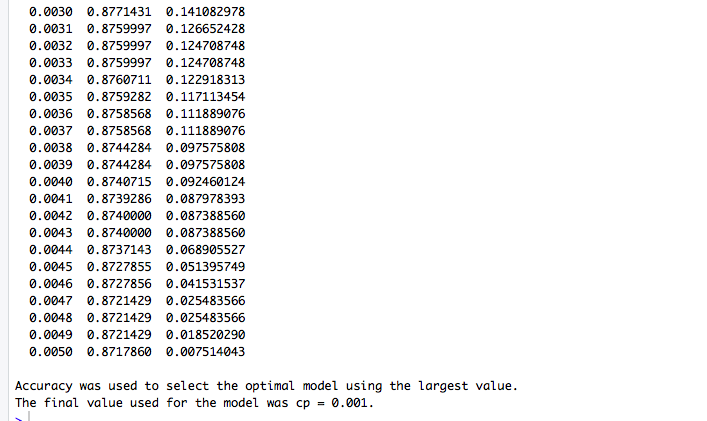 0.0030 0.8771431 0.141082978
0.0031 0.8759997 0.126652428
0.0032 0.8759997 0.124708748
0.0033 0.8759997 0.124708748
0.0034 0.8760711 0.122918313
0.0035 0.8759282 0.117113454
0.0036 0.8758568 0.111889076
0.0037 0.8758568 0.111889076
0.0038 0.8744284 0.097575808
0.0039 0.8744284 0.097575808
0.0040 0.8740715 0.092460124
0.0041 0.8739286 0.087978393
0.0042 0.8740000 0.087388560
0.0043 0.8740000 0.087388560
0.0044 0.8737143 0.068905527
0.0045 0.8727855 0.051395749
0.0046 0.8727856 0.041531537
0.0047 0.8721429 0.025483566
0.0048 0.8721429 0.025483566
0.0049 0.8721429 0.018520290
0.0050 0.8717860 0.007514043
Accuracy was used to select the optimal model using the largest value.
The final value used for the model was cp = 0.001.
>